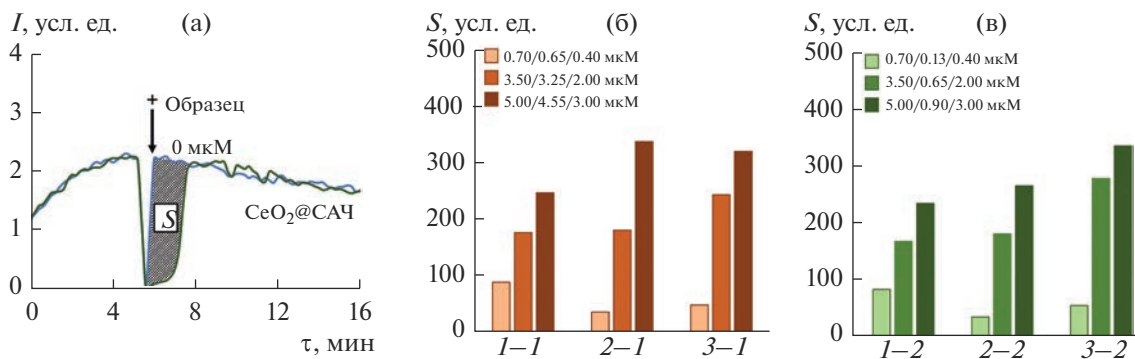 I, усл. ед.
(а)
4
3
2
1
0
+
Образец
0 мкМ
S
CeO₂@САЧ
0
4
8
12
16
τ, мин
S, усл. ед.
(б)
500
400
300
200
100
0
0.70/0.65/0.40 мкМ
3.50/3.25/2.00 мкМ
5.00/4.55/3.00 мкМ
1–1
2–1
3–1
S, усл. ед.
(в)
500
400
300
200
100
0
0.70/0.13/0.40 мкМ
3.50/0.65/2.00 мкМ
5.00/0.90/3.00 мкМ
1–2
2–2
3–2